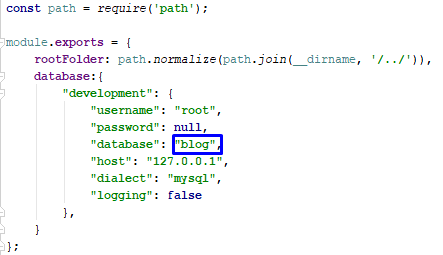 const path = require('path');
module.exports = {
rootFolder: path.normalize(path.join(__dirname, '/../')),
database:{
"development": {
"username": "root",
"password": null,
"database": "blog",
"host": "127.0.0.1",
"dialect": "mysql",
"logging": false
},
}
};